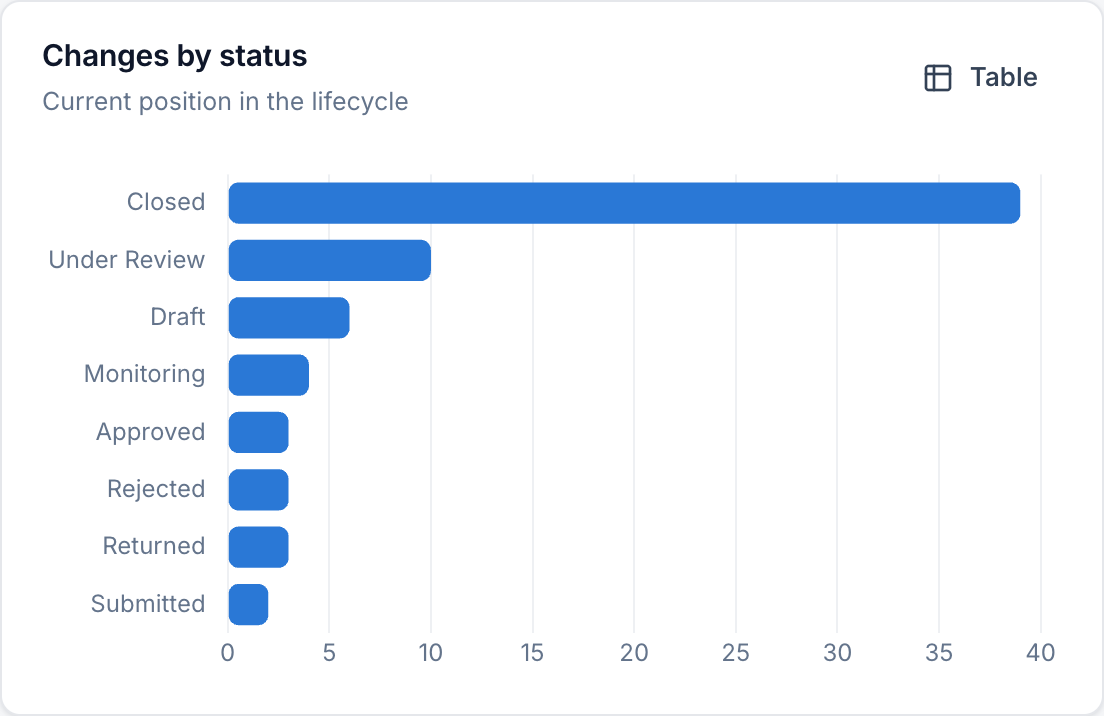 Changes by status
Current position in the lifecycle
Table
Closed
Under Review
Draft
Monitoring
Approved
Rejected
Returned
Submitted
0 5 10 15 20 25 30 35 40